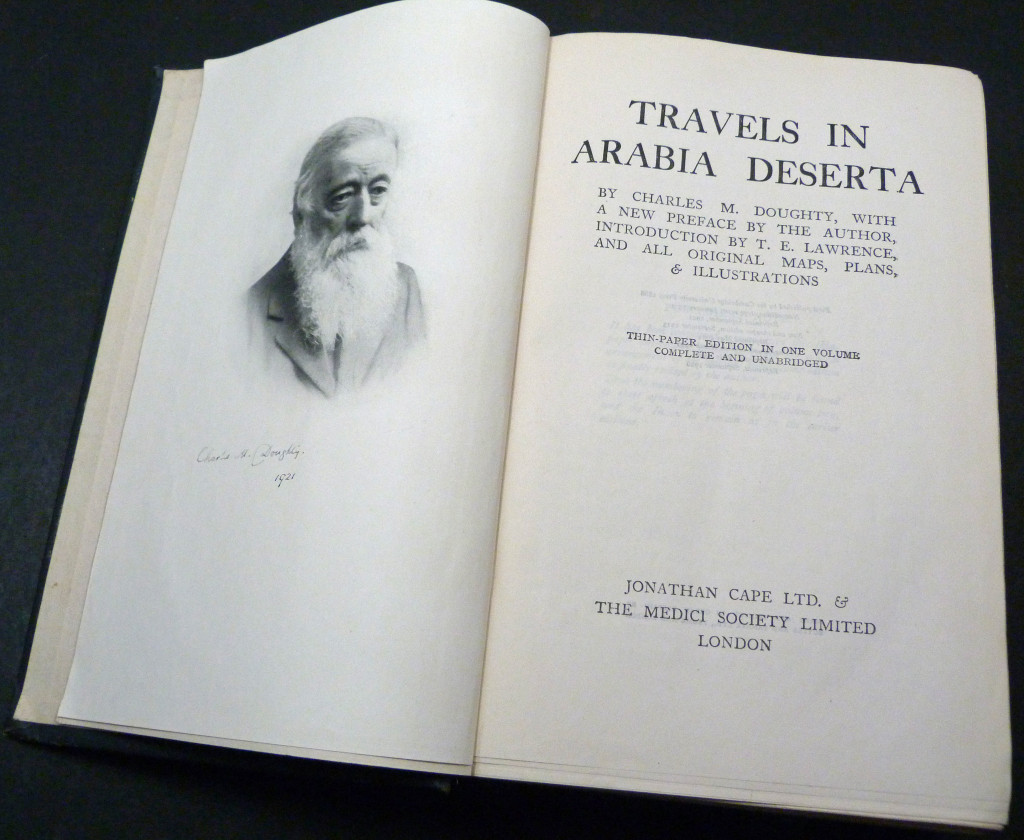 Charles M. Doughty.
1921
TRAVELS IN
ARABIA DESERTA
BY CHARLES M. DOUGHTY, WITH
A NEW PREFACE BY THE AUTHOR,
INTRODUCTION BY T. E. LAWRENCE,
AND ALL ORIGINAL MAPS, PLANS,
& ILLUSTRATIONS
THIN-PAPER EDITION IN ONE VOLUME
COMPLETE AND UNABRIDGED
JONATHAN CAPE LTD. &
THE MEDICI SOCIETY LIMITED
LONDON